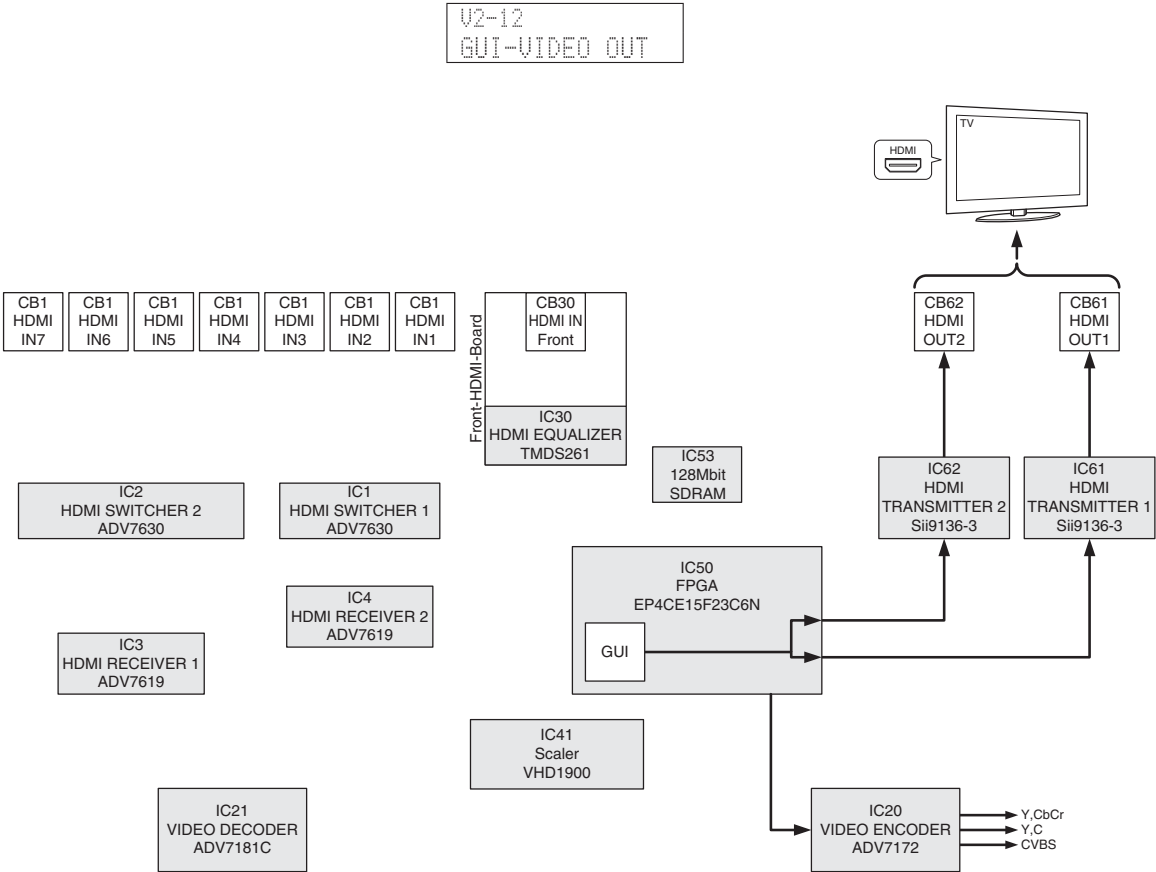 V2-12
GUI-VIDEO OUT
TV
HDMI
CB1
HDMI
IN7
CB1
HDMI
IN6
CB1
HDMI
IN5
CB1
HDMI
IN4
CB1
HDMI
IN3
CB1
HDMI
IN2
CB1
HDMI
IN1
Front-HDMI-Board
CB30
HDMI IN
Front
CB62
HDMI
OUT2
CB61
HDMI
OUT1
IC30
HDMI EQUALIZER
TMDS261
IC53
128Mbit
SDRAM
IC62
HDMI
TRANSMITTER 2
Sii9136-3
IC61
HDMI
TRANSMITTER 1
Sii9136-3
IC2
HDMI SWITCHER 2
ADV7630
IC1
HDMI SWITCHER 1
ADV7630
IC50
FPGA
EP4CE15F23C6N
GUI
IC4
HDMI RECEIVER 2
ADV7619
IC3
HDMI RECEIVER 1
ADV7619
IC41
Scaler
VHD1900
IC21
VIDEO DECODER
ADV7181C
IC20
VIDEO ENCODER
ADV7172
Y,CbCr
Y,C
CVBS